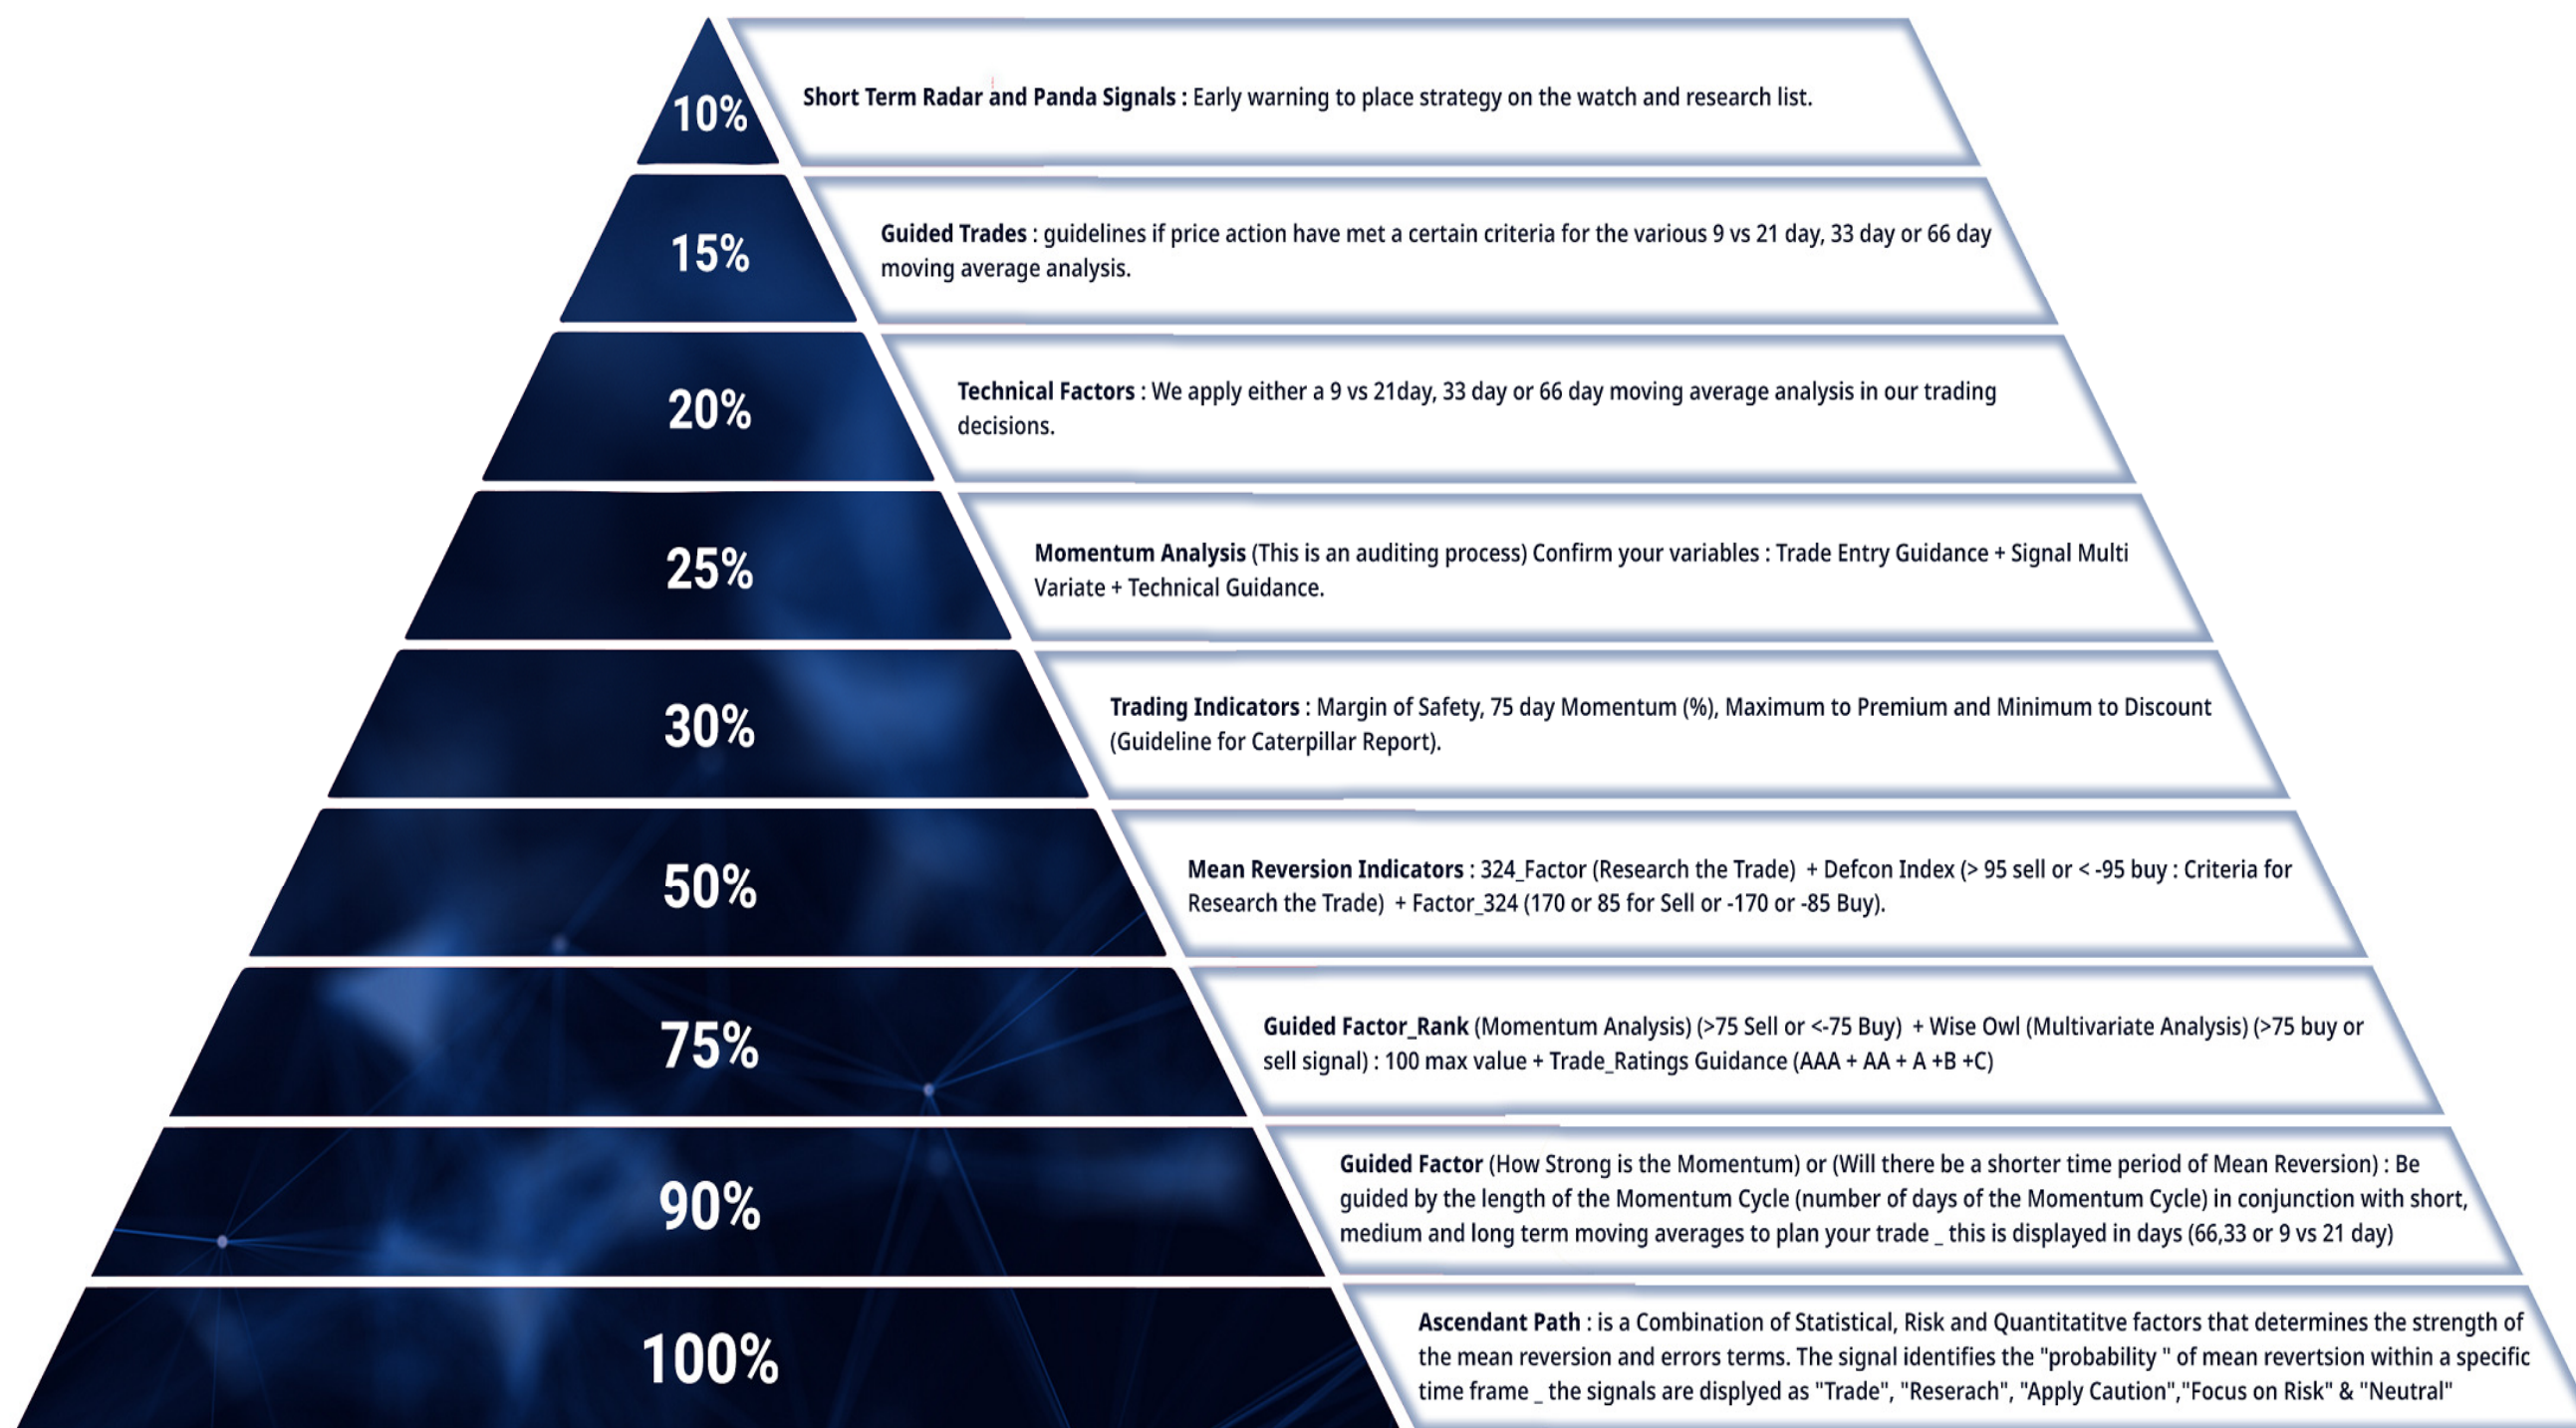 10%
Short Term Radar and Panda Signals : Early warning to place strategy on the watch and research list.
15%
Guided Trades : guidelines if price action have met a certain criteria for the various 9 vs 21 day, 33 day or 66 day
moving average analysis.
20%
Technical Factors : We apply either a 9 vs 21day, 33 day or 66 day moving average analysis in our trading
decisions.
25%
Momentum Analysis (This is an auditing process) Confirm your variables : Trade Entry Guidance + Signal Multi
Variate + Technical Guidance.
30%
Trading Indicators : Margin of Safety, 75 day Momentum (%), Maximum to Premium and Minimum to Discount
(Guideline for Caterpillar Report).
50%
Mean Reversion Indicators : 324_Factor (Research the Trade)  + Defcon Index (> 95 sell or < -95 buy : Criteria for
Research the Trade)  + Factor_324 (170 or 85 for Sell or -170 or -85 Buy).
75%
Guided Factor_Rank (Momentum Analysis) (>75 Sell or <-75 Buy)  + Wise Owl (Multivariate Analysis) (>75 buy or
sell signal) : 100 max value + Trade_Ratings Guidance (AAA + AA + A +B +C)
90%
Guided Factor (How Strong is the Momentum) or (Will there be a shorter time period of Mean Reversion) : Be
guided by the length of the Momentum Cycle (number of days of the Momentum Cycle) in conjunction with short,
medium and long term moving averages to plan your trade _ this is displayed in days (66,33 or 9 vs 21 day)
100%
Ascendant Path : is a Combination of Statistical, Risk and Quantitatitve factors that determines the strength of
the mean reversion and errors terms. The signal identifies the "probability " of mean revertsion within a specific
time frame _ the signals are displyed as "Trade", "Reserach", "Apply Caution","Focus on Risk" & "Neutral"